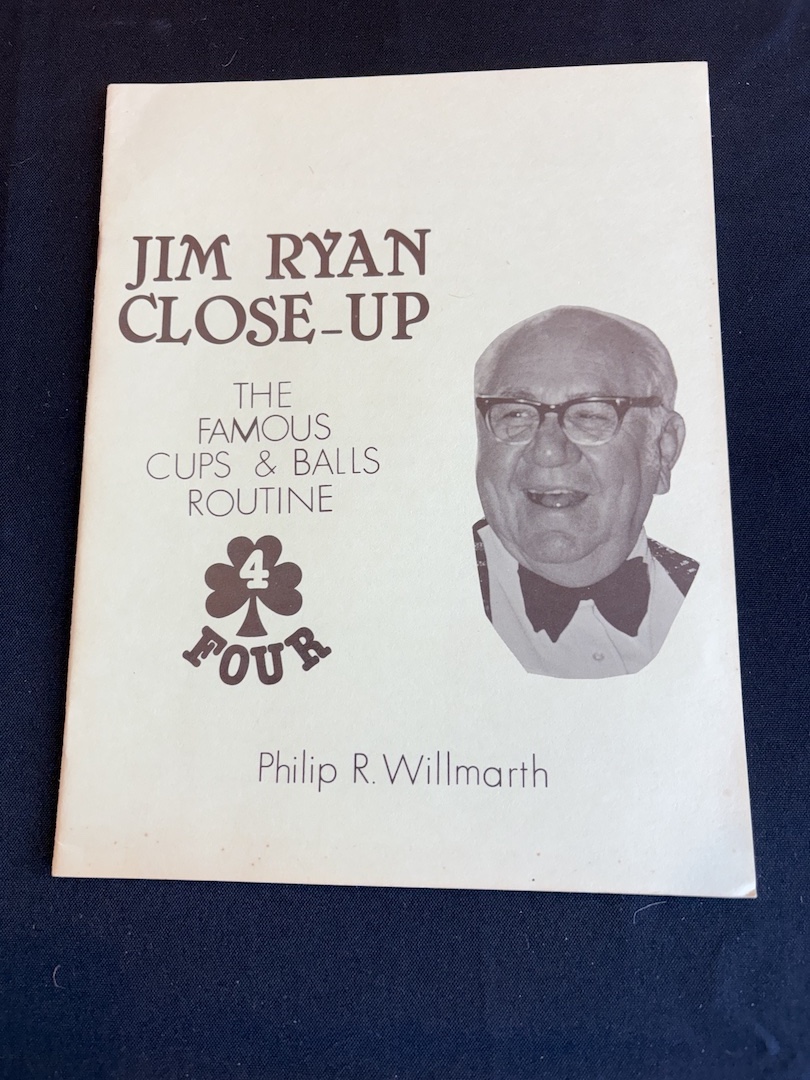 JIM RYAN
CLOSE-UP
THE
FAMOUS
CUPS & BALLS
ROUTINE
4
FOUR
Philip R. Willmarth